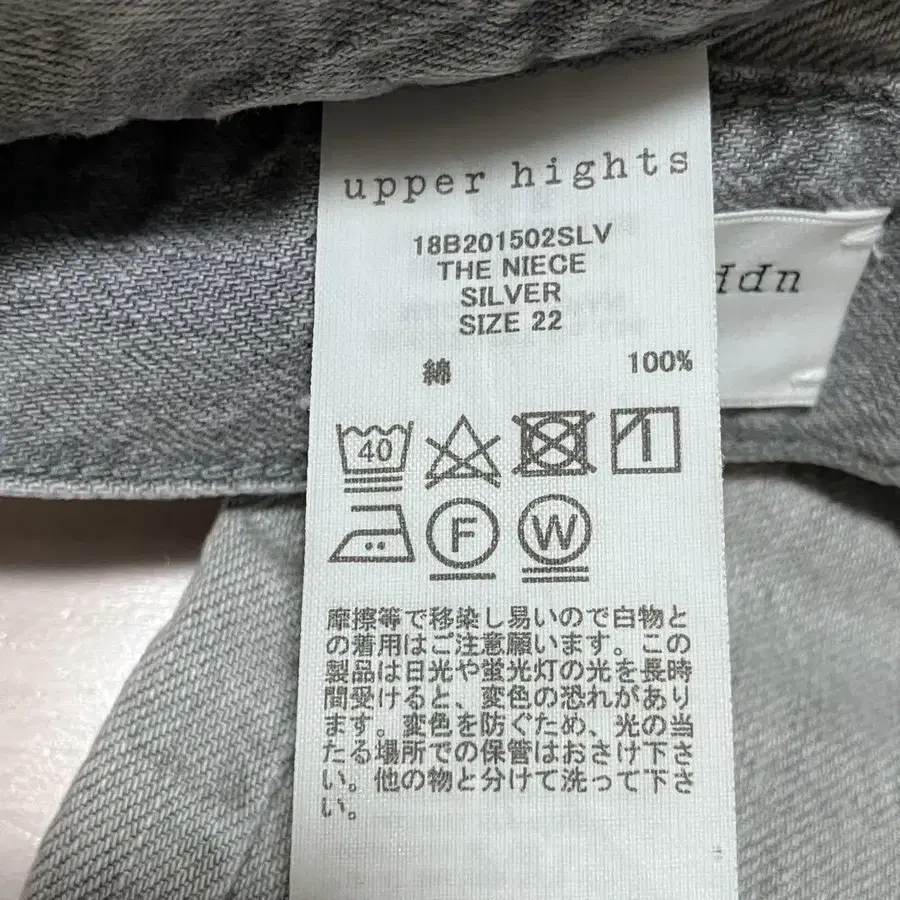 upper hights
18B201502SLV
THE NIECE
SILVER
SIZE 22
綿 100%
40
F W
摩擦等で移染し易いので白物と
の着用はご注意願います。この
製品は日光や蛍光灯の光を長時
間受けると、変色の恐れがあり
ます。変色を防ぐため、光の当
たる場所での保管はおさけ下さ
い。他の物と分けて洗って下さ
い。